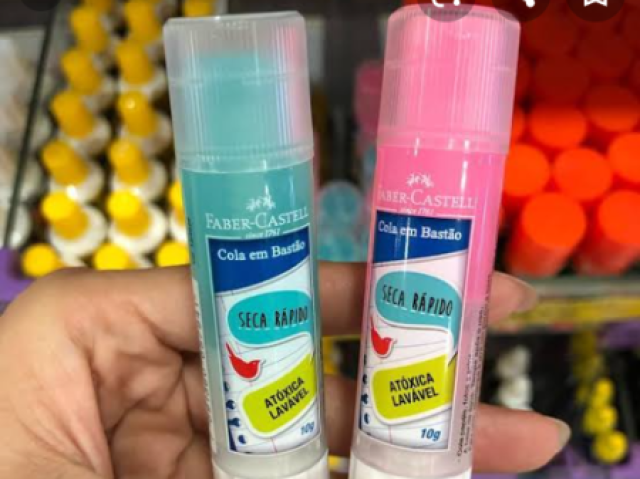 FABER-CASTELL
since 1761
Cola em Bastão
SECA RÁPIDO
ATÓXICA
LAVÁVEL
10g
FABER-CASTELL
since 1761
Cola em Bastão
SECA RÁPIDO
ATÓXICA
LAVÁVEL
10g